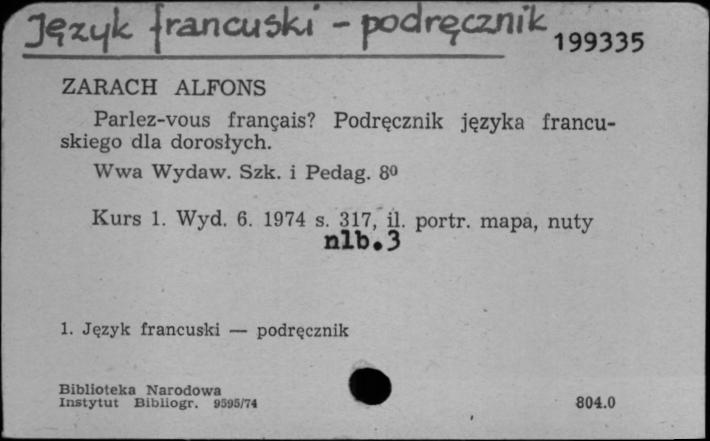 Język francuski - podręcznik
199335
ZARACH ALFONS
Parlez-vous français? Podręcznik języka francu-
skiego dla dorosłych.
Wwa Wydaw. Szk. i Pedag. 8º
Kurs 1. Wyd. 6. 1974 s. 317, il. portr. mapa, nuty
nlb.3
1. Język francuski — podręcznik
Biblioteka Narodowa
Instytut Bibliogr. 9595/74
804.0